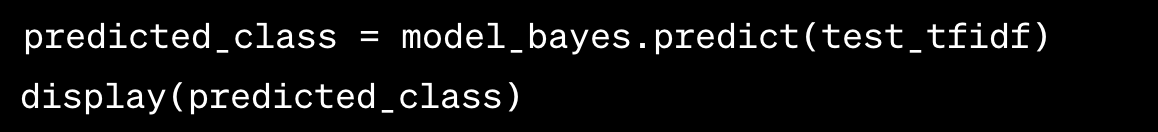 predicted_class = model_bayes.predict(test_tfidf)
display(predicted_class)